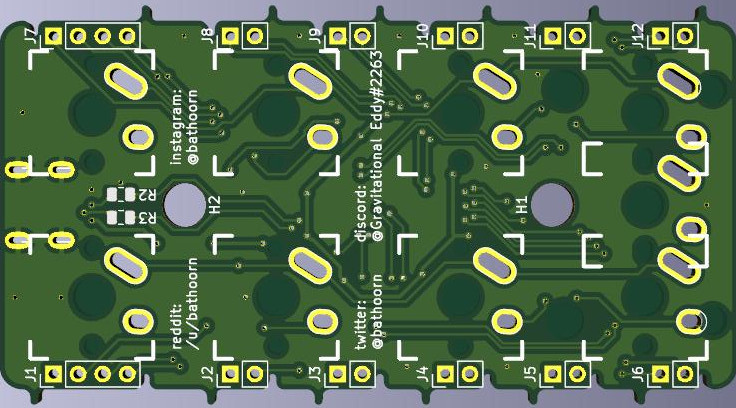 J7
J8
J9
J10
J11
J12
instagram:
@bathoorn
discord:
@Gravitational Eddy#2263
R2
R3
H2
H1
reddit:
/u/bathoorn
twitter:
@bathoorn
J1
J2
J3
J4
J5
J6